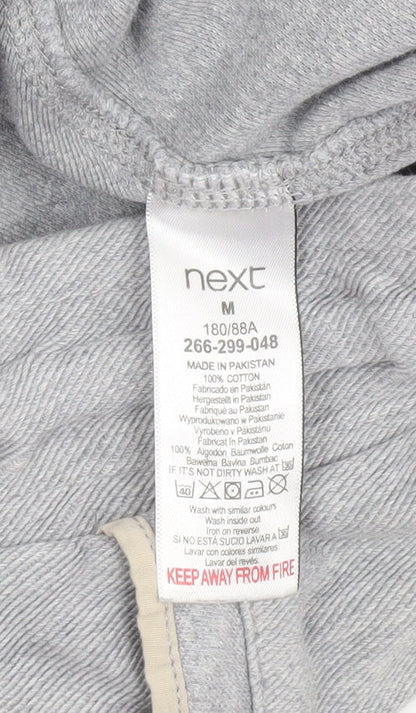 next
M
180/88A
266-299-048
MADE IN PAKISTAN
100% COTTON
Fabricado en Pakistán
Hergestellt in Pakistan
Fabriqué au Pakistan
Wyprodukowano w Pakistanie
Vyrobeno v Pákistánu
Fabricat în Pakistan
100% Algodón Baumwolle Coton
Bawełna Bavlna Bumbac
IF IT'S NOT DIRTY WASH AT 30
40
Wash with similar colours
Wash inside out
Iron on reverse
SI NO ESTÁ SUCIO LAVAR A 30
Lavar con colores similares
Lavar del revés
KEEP AWAY FROM FIRE